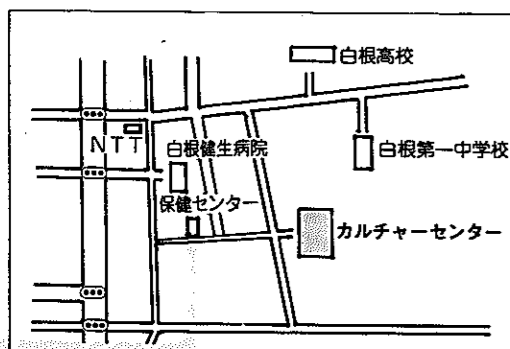 白根高校
NTT
白根健生病院
白根第一中学校
保健センター
カルチャーセンター